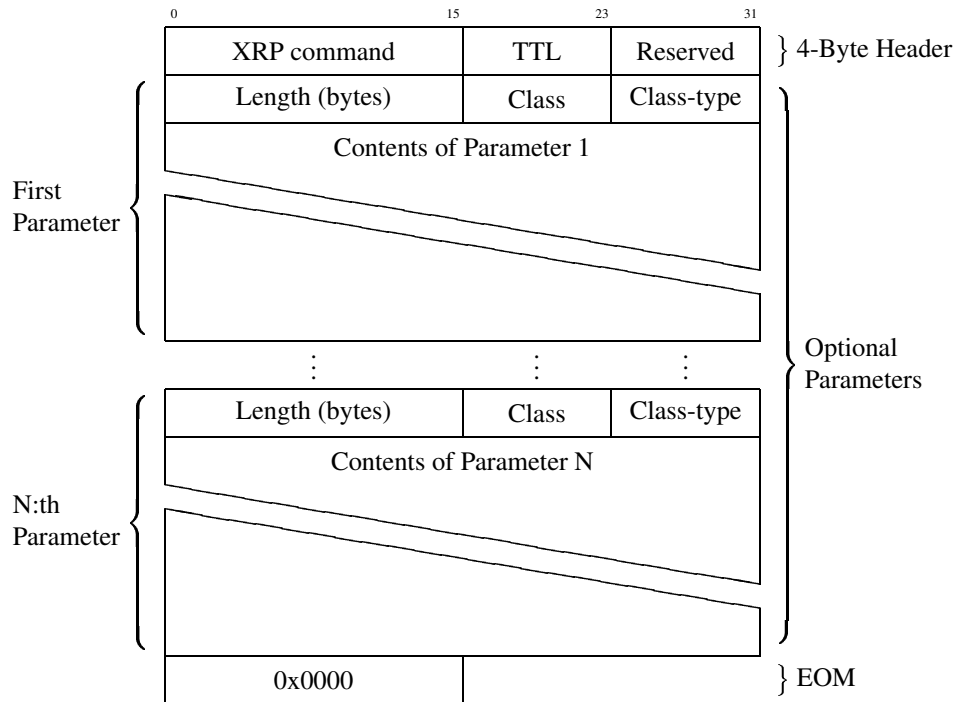 0 15 23 31
XRP command TTL Reserved } 4-Byte Header
Length (bytes) Class Class-type
Contents of Parameter 1
First
Parameter
⋮ ⋮ ⋮
Optional
Parameters
Length (bytes) Class Class-type
Contents of Parameter N
N:th
Parameter
0x0000 } EOM